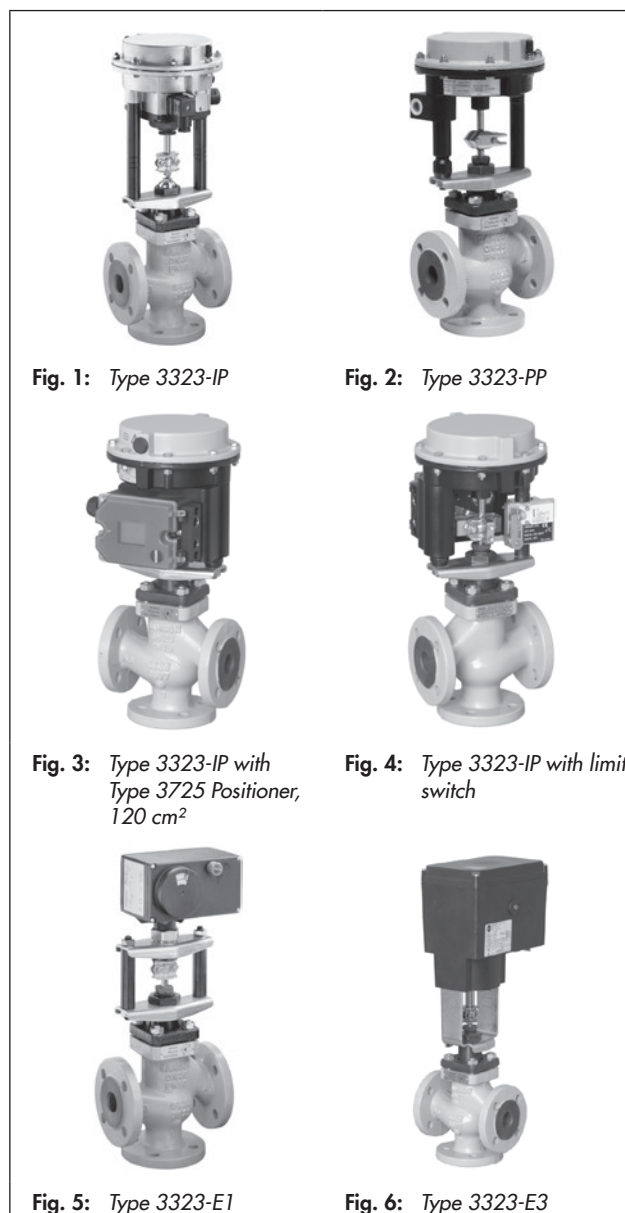 Fig. 1: Type 3323-IP
Fig. 2: Type 3323-PP
Fig. 3: Type 3323-IP with
Type 3725 Positioner,
120 cm²
Fig. 4: Type 3323-IP with limit
switch
Fig. 5: Type 3323-E1
Fig. 6: Type 3323-E3